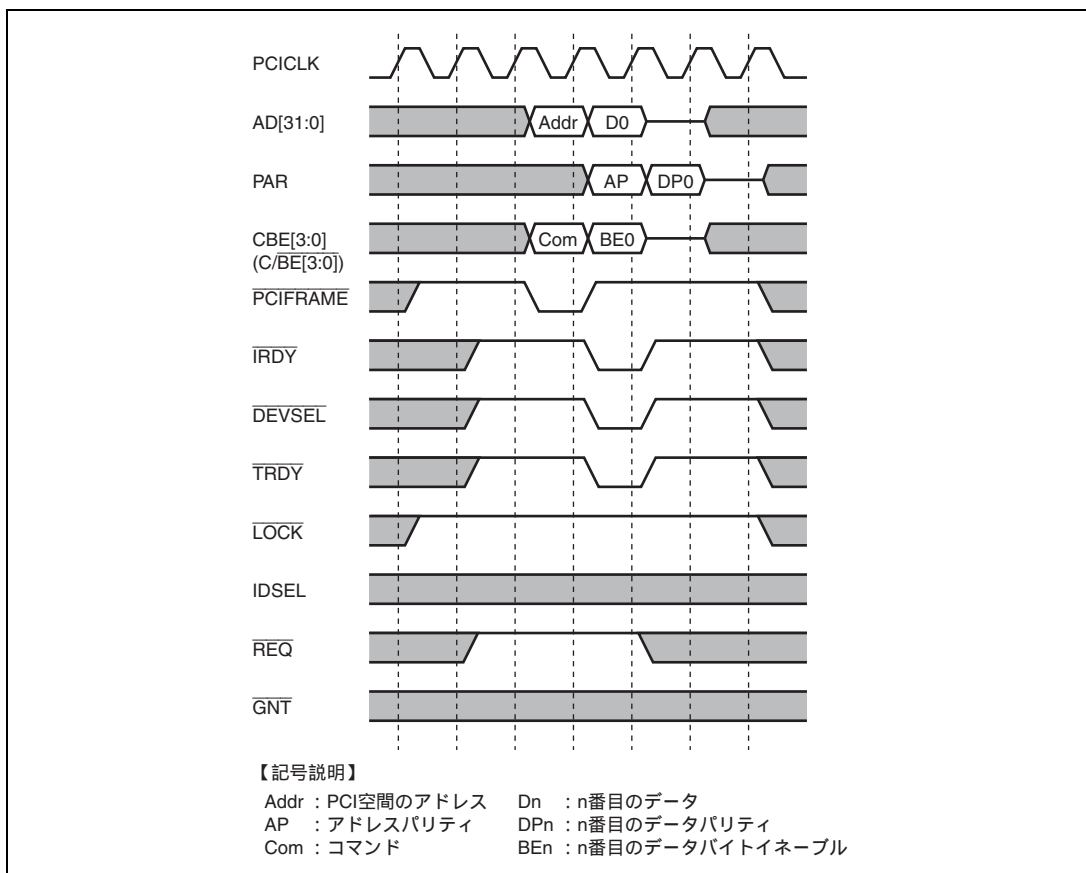 PCICLK
AD[31:0] Addr D0
PAR AP DP0
CBE[3:0] Com BE0
(C/BE[3:0])
PCIFRAME
IRDY
DEVSEL
TRDY
LOCK
IDSEL
REQ
GNT
【記号説明】
Addr : PCI空間のアドレス Dn : n番目のデータ
AP : アドレスパリティ DPn : n番目のデータパリティ
Com : コマンド BEn : n番目のデータバイトイネーブル